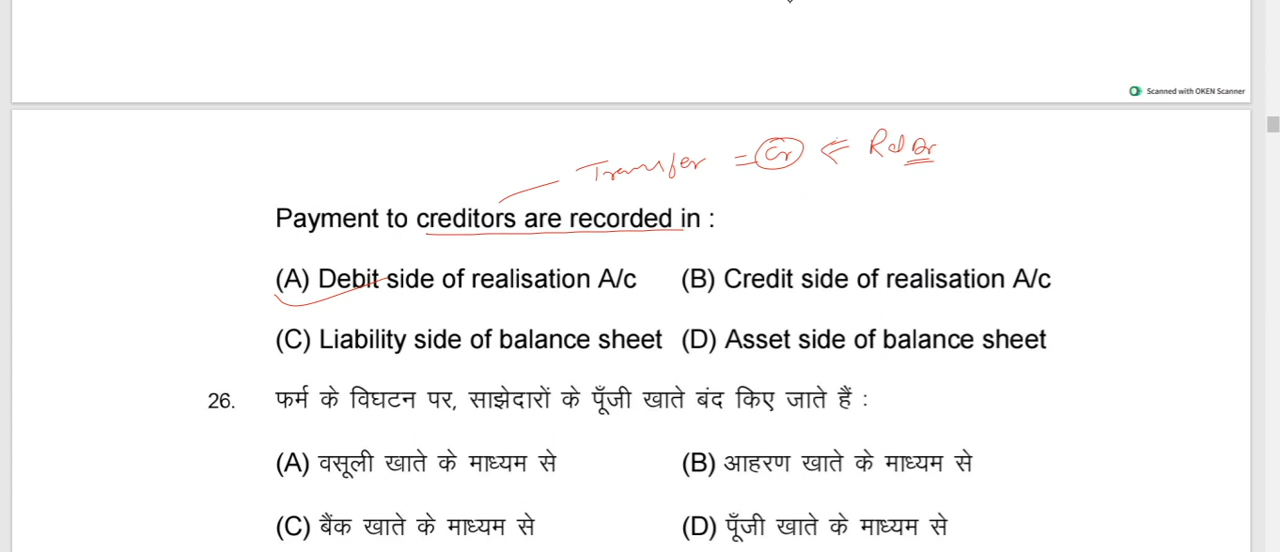 Scanned with OKEN Scanner
Transfer = Cr ⇐ Rel Dr
Payment to creditors are recorded in :
(A) Debit side of realisation A/c (B) Credit side of realisation A/c
(C) Liability side of balance sheet (D) Asset side of balance sheet
26. फर्म के विघटन पर, साझेदारों के पूँजी खाते बंद किए जाते हैं :
(A) वसूली खाते के माध्यम से (B) आहरण खाते के माध्यम से
(C) बैंक खाते के माध्यम से (D) पूँजी खाते के माध्यम से